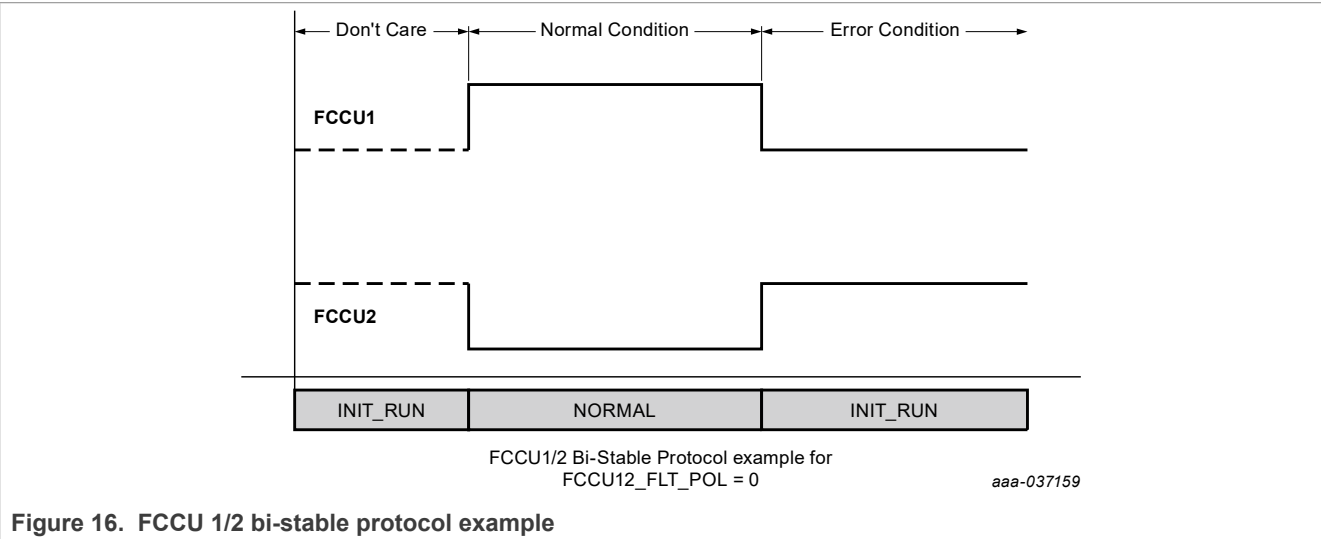 Don't Care Normal Condition Error Condition
FCCU1
FCCU2
INIT_RUN NORMAL INIT_RUN
FCCU1/2 Bi-Stable Protocol example for
FCCU12_FLT_POL = 0
aaa-037159
Figure 16. FCCU 1/2 bi-stable protocol example